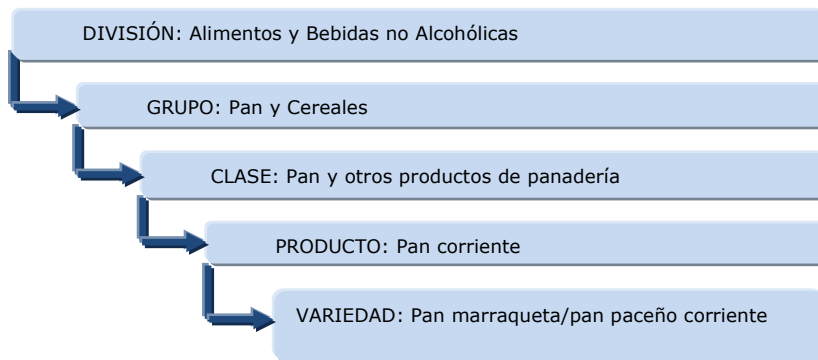 DIVISIÓN: Alimentos y Bebidas no Alcohólicas
GRUPO: Pan y Cereales
CLASE: Pan y otros productos de panadería
PRODUCTO: Pan corriente
VARIEDAD: Pan marraqueta/pan paceño corriente